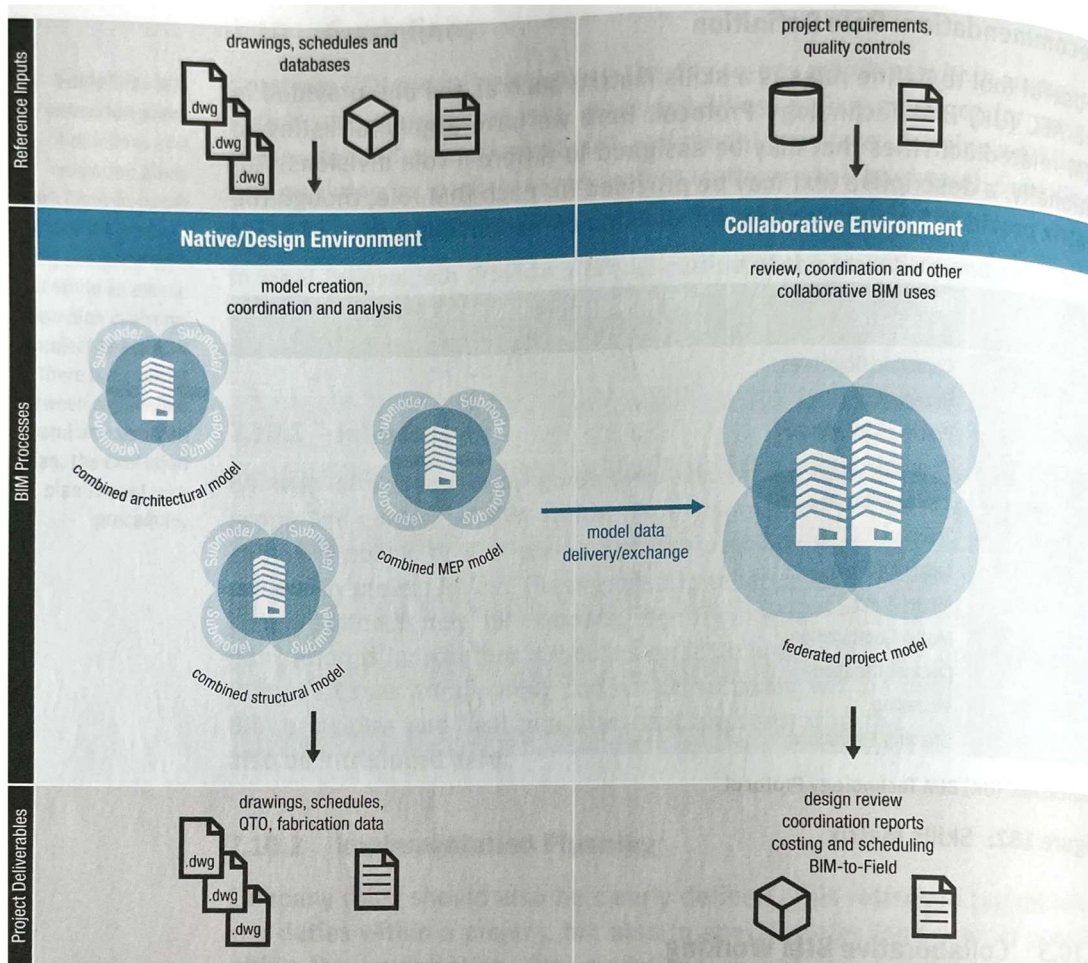 Reference Inputs
drawings, schedules and
databases
.dwg
.dwg
.dwg
project requirements,
quality controls
BIM Processes
Native/Design Environment
Collaborative Environment
model creation,
coordination and analysis
review, coordination and other
collaborative BIM uses
Submodel
Submodel
Submodel
Submodel
combined architectural model
Submodel
Submodel
Submodel
Submodel
combined MEP model
Submodel
Submodel
Submodel
Submodel
combined structural model
model data
delivery/exchange
federated project model
Project Deliverables
drawings, schedules,
QTO, fabrication data
.dwg
.dwg
.dwg
design review
coordination reports
costing and scheduling
BIM-to-Field